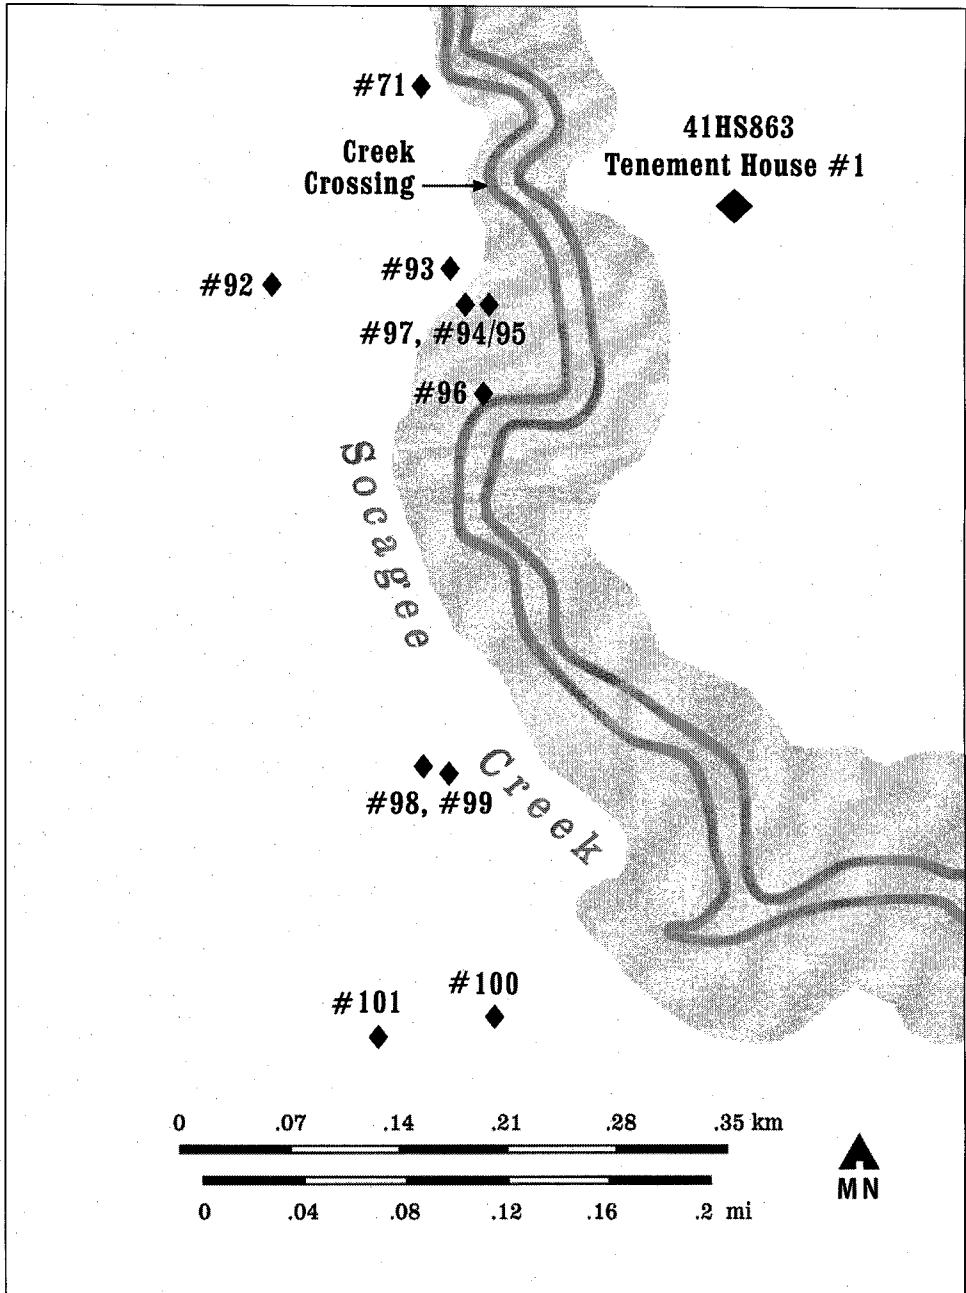 #71
41HS863
Tenement House #1
Creek
Crossing
#93
#92
#97, #94/95
#96
Socagee
Creek
#98, #99
#100
#101
0 .07 .14 .21 .28 .35 km
0 .04 .08 .12 .16 .2 mi
MN